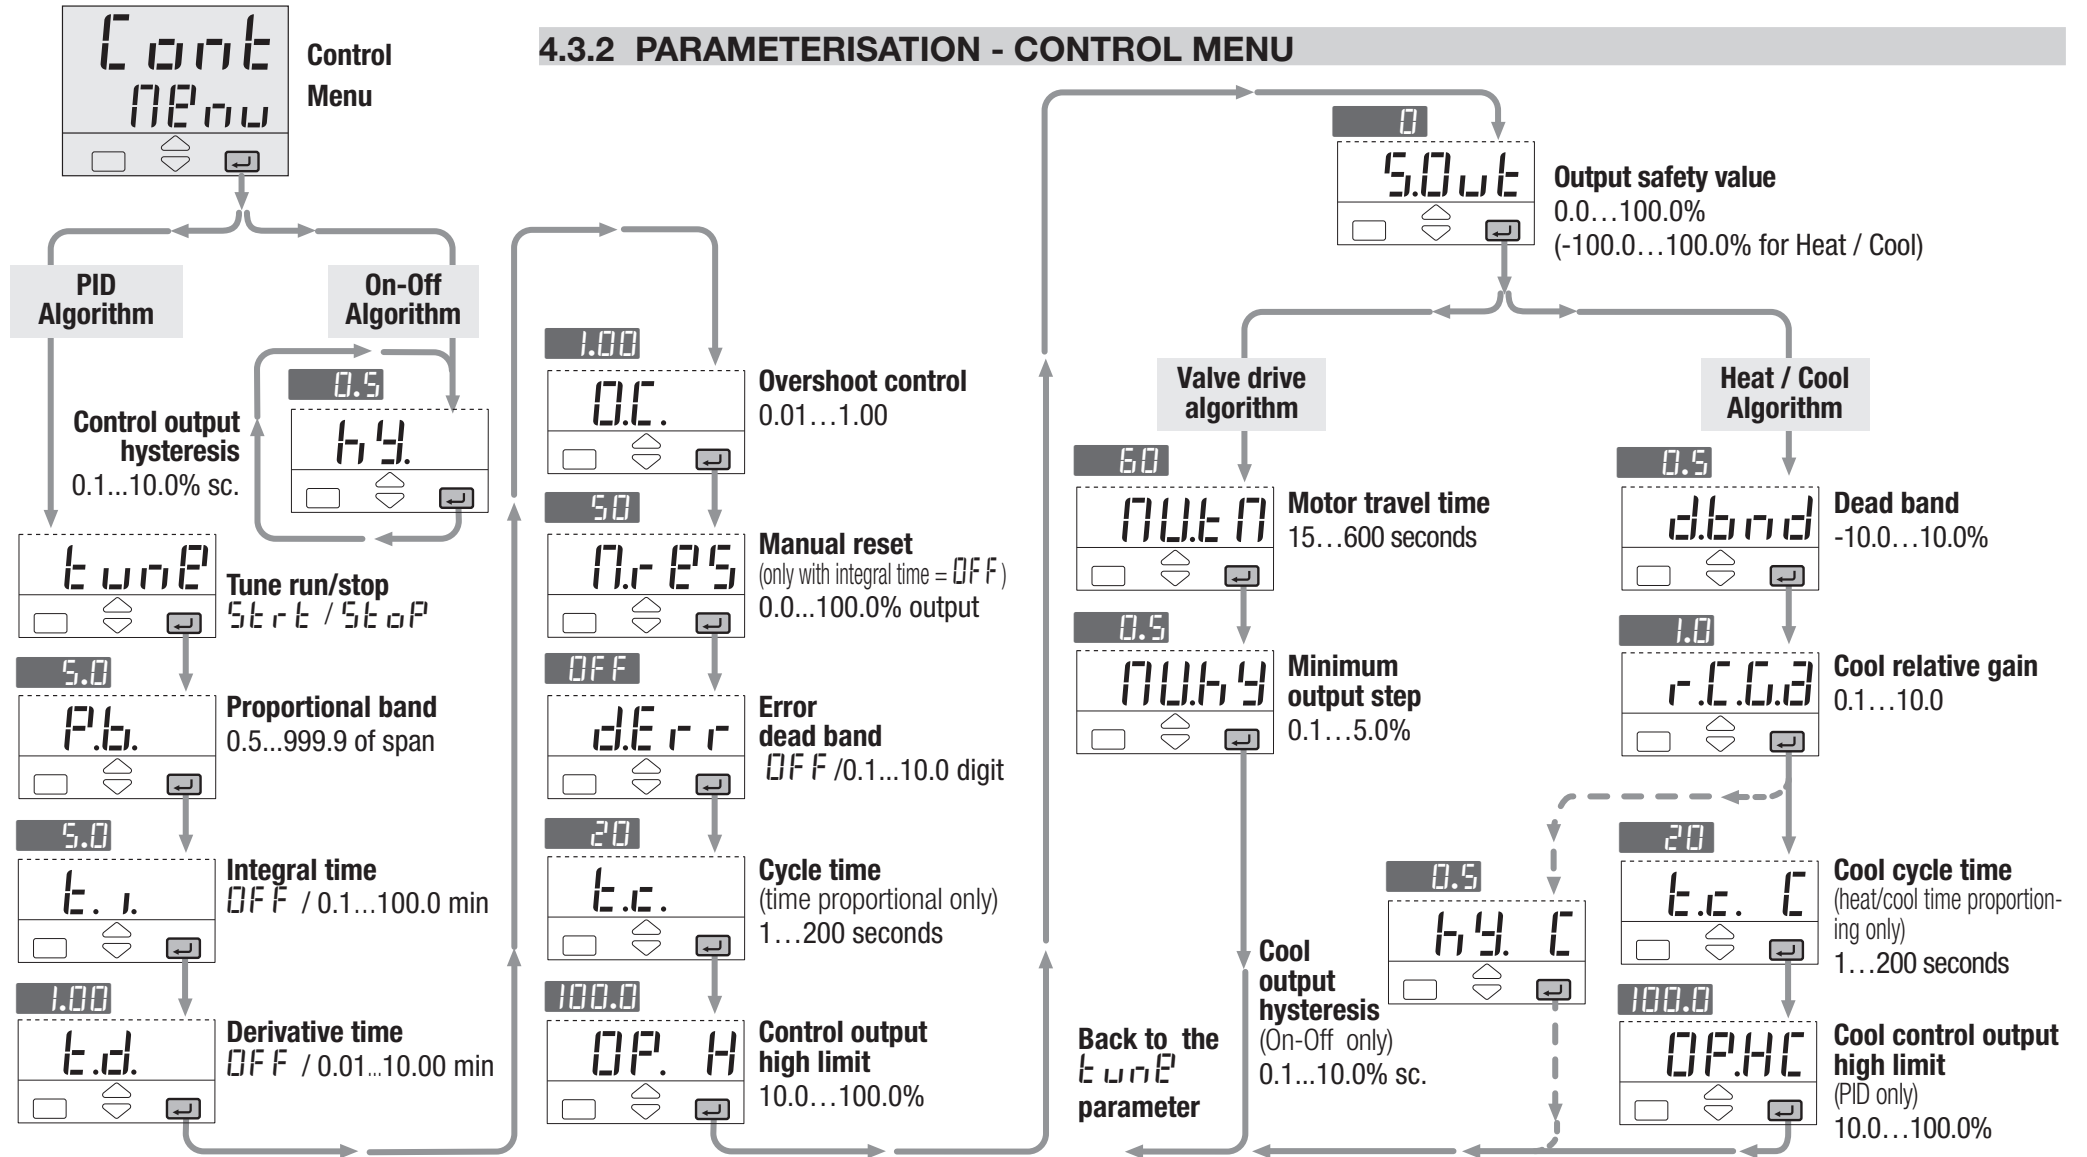 Cont
MEnu
Control
Menu
4.3.2 PARAMETERISATION - CONTROL MENU
PID
Algorithm
On-Off
Algorithm
0.5
hy.
Control output
hysteresis
0.1...10.0% sc.
tunE
Tune run/stop
Strt / StoP
5.0
P.b.
Proportional band
0.5...999.9 of span
5.0
t.i.
Integral time
OFF / 0.1...100.0 min
1.00
t.d.
Derivative time
OFF / 0.01...10.00 min
1.00
O.C.
Overshoot control
0.01…1.00
50
M.rES
Manual reset
(only with integral time = OFF)
0.0...100.0% output
OFF
d.Err
Error
dead band
OFF/0.1...10.0 digit
20
t.c.
Cycle time
(time proportional only)
1…200 seconds
100.0
OP. H
Control output
high limit
10.0…100.0%
0
S.Out
Output safety value
0.0…100.0%
(-100.0…100.0% for Heat / Cool)
Valve drive
algorithm
60
MV.tM
Motor travel time
15…600 seconds
0.5
MV.hy
Minimum
output step
0.1…5.0%
Back to the
tunE
parameter
Heat / Cool
Algorithm
0.5
d.bnd
Dead band
-10.0…10.0%
1.0
r.C.Ga
Cool relative gain
0.1…10.0
0.5
hy. C
Cool
output
hysteresis
(On-Off only)
0.1...10.0% sc.
20
t.c. C
Cool cycle time
(heat/cool time proportion-
ing only)
1…200 seconds
100.0
OP.HC
Cool control output
high limit
(PID only)
10.0…100.0%